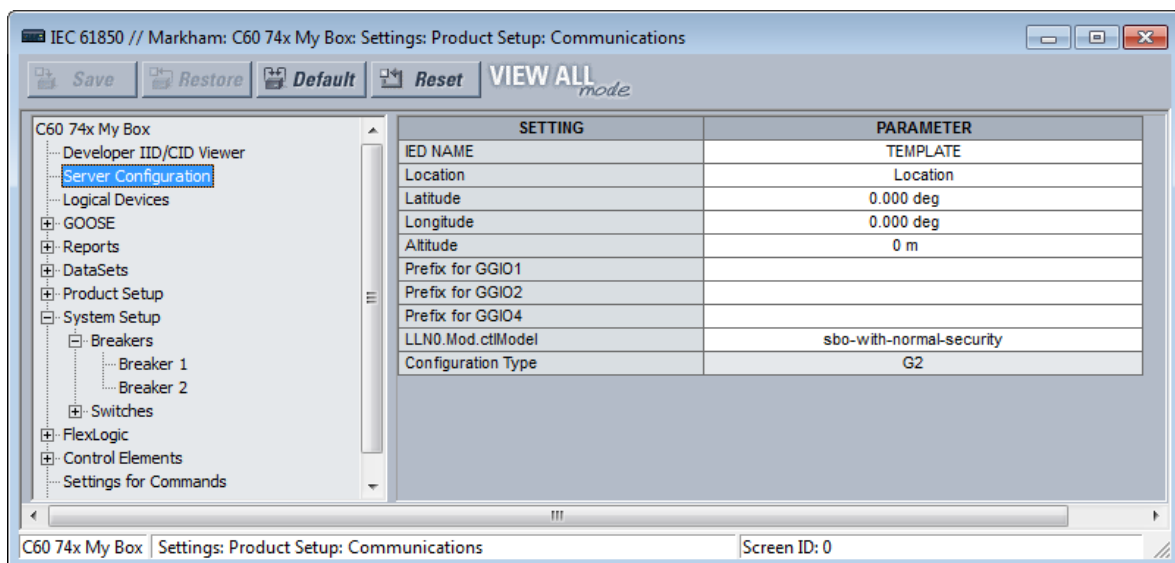 IEC 61850 // Markham: C60 74x My Box: Settings: Product Setup: Communications
Save Restore Default Reset VIEW ALL mode
C60 74x My Box
Developer IID/CID Viewer
Server Configuration
Logical Devices
GOOSE
Reports
DataSets
Product Setup
System Setup
Breakers
Breaker 1
Breaker 2
Switches
FlexLogic
Control Elements
Settings for Commands
SETTING PARAMETER
IED NAME TEMPLATE
Location Location
Latitude 0.000 deg
Longitude 0.000 deg
Altitude 0 m
Prefix for GGIO1
Prefix for GGIO2
Prefix for GGIO4
LLN0.Mod.ctlModel sbo-with-normal-security
Configuration Type G2
C60 74x My Box Settings: Product Setup: Communications Screen ID: 0